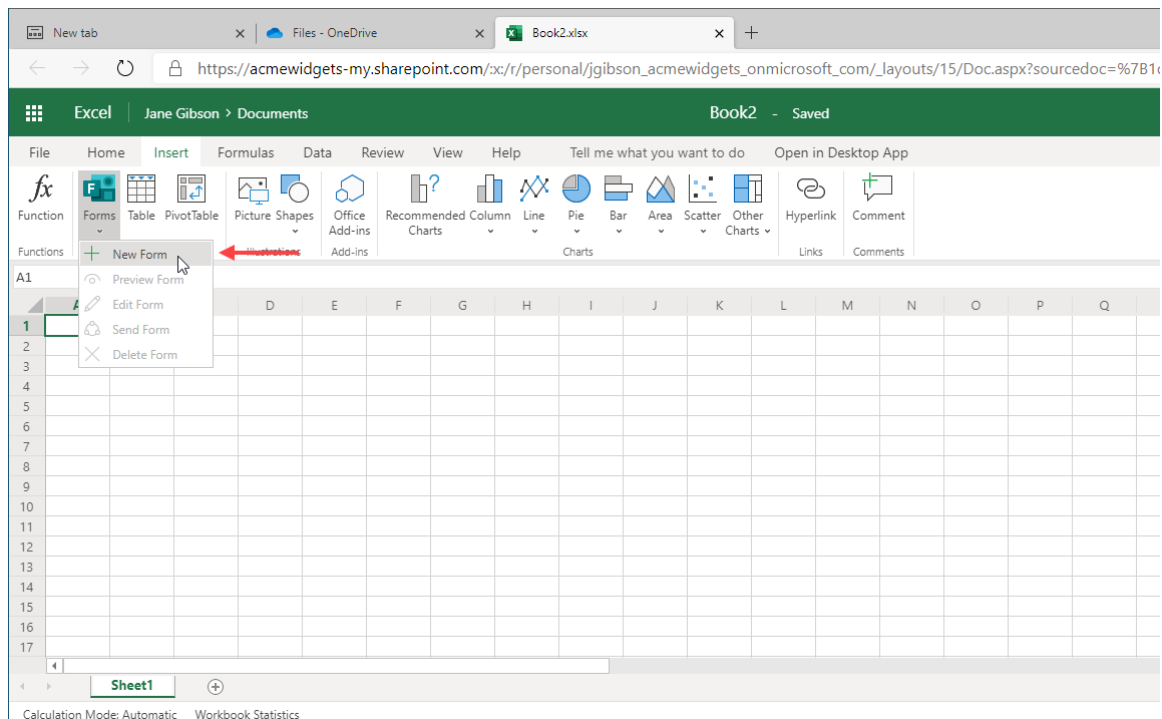 New tab
Files - OneDrive
Book2.xlsx
https://acmewidgets-my.sharepoint.com/:x:/r/personal/jgibson_acmewidgets_onmicrosoft_com/_layouts/15/Doc.aspx?sourcedoc=%7B1
Excel Jane Gibson > Documents Book2 - Saved
File Home Insert Formulas Data Review View Help Tell me what you want to do Open in Desktop App
Function Forms Table PivotTable Picture Shapes Office Add-ins Recommended Charts Column Line Pie Bar Area Scatter Other Charts Hyperlink Comment
Functions Illustrations Add-ins Charts Links Comments
New Form
A1
Preview Form
Edit Form
Send Form
Delete Form
A D E F G H I J K L M N O P Q
1
2
3
4
5
6
7
8
9
10
11
12
13
14
15
16
17
Sheet1
Calculation Mode: Automatic Workbook Statistics